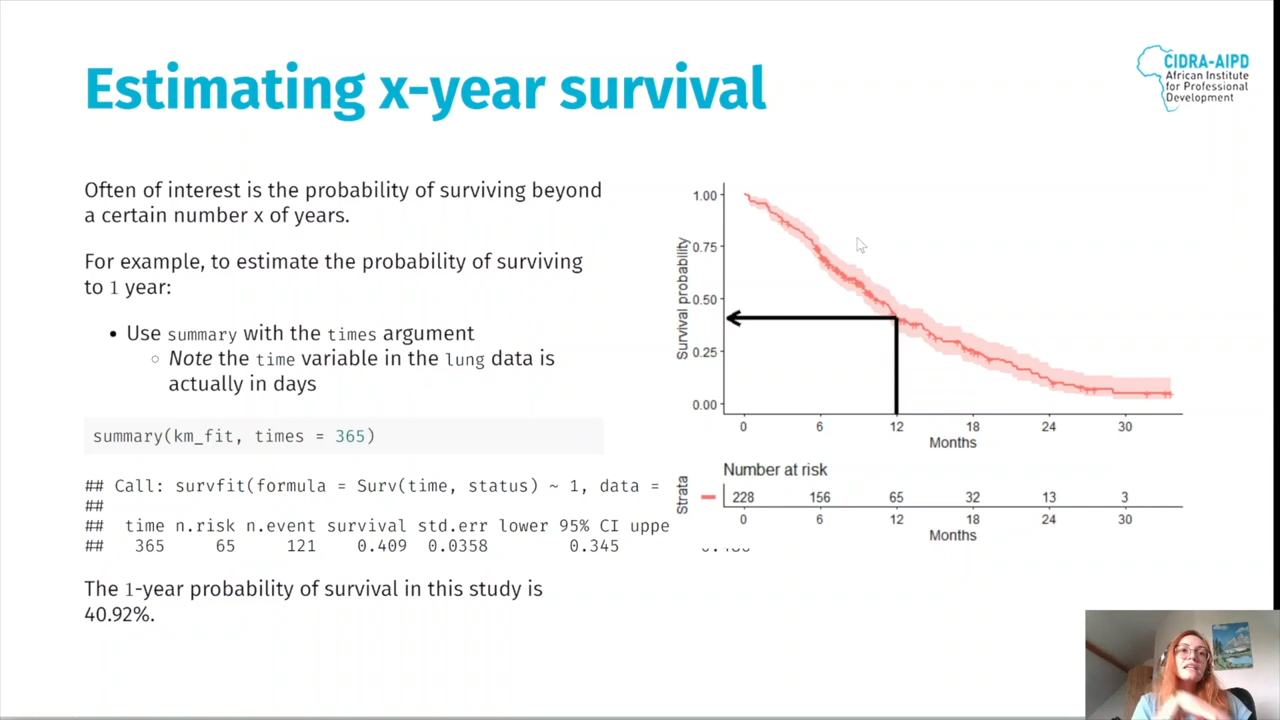 Estimating x-year survival
CIDRA-AIPD
African Institute
for Professional
Development
Often of interest is the probability of surviving beyond
a certain number x of years.
For example, to estimate the probability of surviving
to 1 year:
• Use summary with the times argument
○ Note the time variable in the lung data is
actually in days
summary(km_fit, times = 365)
## Call: survfit(formula = Surv(time, status) ~ 1, data =
##
## time n.risk n.event survival std.err lower 95% CI uppe
## 365 65 121 0.409 0.0358 0.345
The 1-year probability of survival in this study is
40.92%.
Survival probability
1.00
0.75
0.50
0.25
0.00
0 6 12 18 24 30
Months
Number at risk
Strata
228 156 65 32 13 3
0 6 12 18 24 30
Months